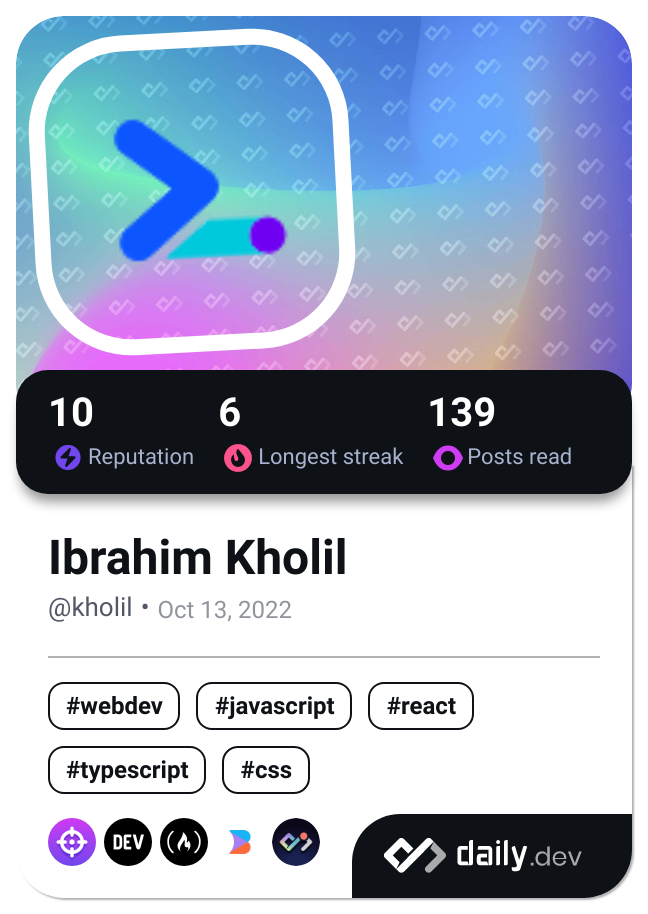 10 6 139
Reputation Longest streak Posts read
Ibrahim Kholil
@kholil • Oct 13, 2022
#webdev #javascript #react
#typescript #css
DEV
daily.dev